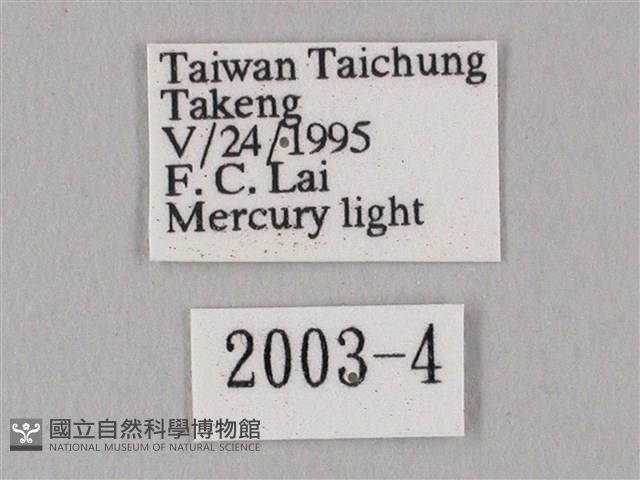 Taiwan Taichung
Takeng
V/24/1995
F. C. Lai
Mercury light
2003-4
國立自然科學博物館
NATIONAL MUSEUM OF NATURAL SCIENCE